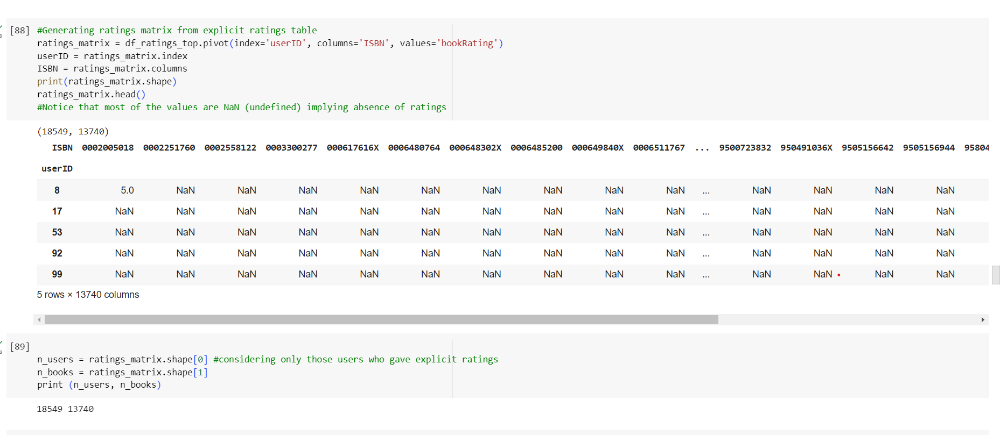 [88] #Generating ratings matrix from explicit ratings table
ratings_matrix = df_ratings_top.pivot(index='userID', columns='ISBN', values='bookRating')
userID = ratings_matrix.index
ISBN = ratings_matrix.columns
print(ratings_matrix.shape)
ratings_matrix.head()
#Notice that most of the values are NaN (undefined) implying absence of ratings
(18549, 13740)
ISBN 0002005018 0002251760 0002558122 0003300277 000617616X 0006480764 000648302X 0006485200 000649840X 0006511767 ... 9500723832 950491036X 9505156642 9505156944 95804
userID
8 5.0 NaN NaN NaN NaN NaN NaN NaN NaN NaN ... NaN NaN NaN NaN
17 NaN NaN NaN NaN NaN NaN NaN NaN NaN NaN ... NaN NaN NaN NaN
53 NaN NaN NaN NaN NaN NaN NaN NaN NaN NaN ... NaN NaN NaN NaN
92 NaN NaN NaN NaN NaN NaN NaN NaN NaN NaN ... NaN NaN NaN NaN
99 NaN NaN NaN NaN NaN NaN NaN NaN NaN NaN ... NaN NaN NaN NaN
5 rows × 13740 columns
[89]
n_users = ratings_matrix.shape[0] #considering only those users who gave explicit ratings
n_books = ratings_matrix.shape[1]
print (n_users, n_books)
18549 13740